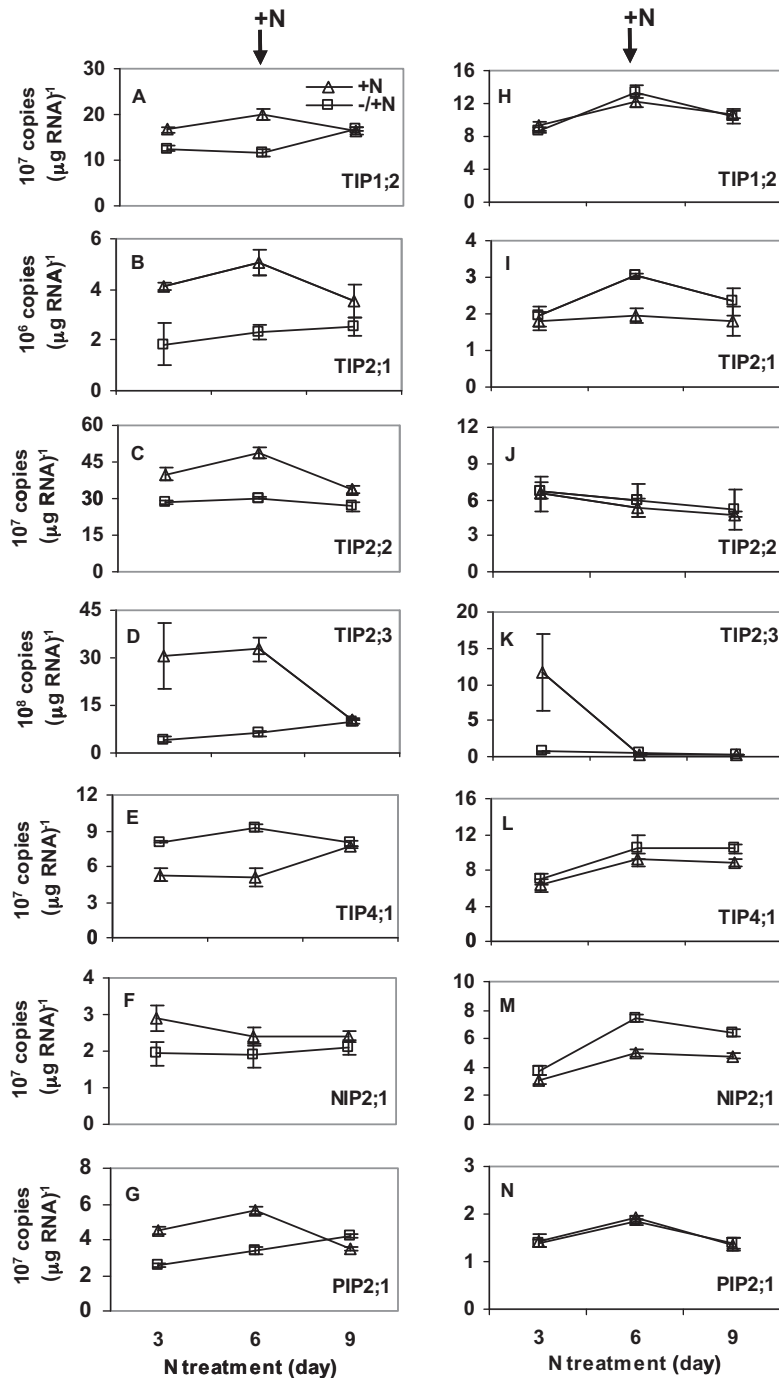 +N
+N
30
20
10
0
10⁷ copies
(µg RNA)⁻¹
A
+N
-/+N
TIP1;2
16
12
8
4
0
H
TIP1;2
6
4
2
0
10⁶ copies
(µg RNA)⁻¹
B
TIP2;1
4
3
2
1
0
I
TIP2;1
60
45
30
15
0
10⁷ copies
(µg RNA)⁻¹
C
TIP2;2
12
9
6
3
0
J
TIP2;2
45
30
15
0
10⁸ copies
(µg RNA)⁻¹
D
TIP2;3
20
15
10
5
0
K
TIP2;3
12
9
6
3
0
10⁷ copies
(µg RNA)⁻¹
E
TIP4;1
16
12
8
4
0
L
TIP4;1
4
3
2
1
0
10⁷ copies
(µg RNA)⁻¹
F
NIP2;1
10
8
6
4
2
0
M
NIP2;1
8
6
4
2
0
10⁷ copies
(µg RNA)⁻¹
G
PIP2;1
3
2
1
0
N
PIP2;1
3 6 9
N treatment (day)
3 6 9
N treatment (day)